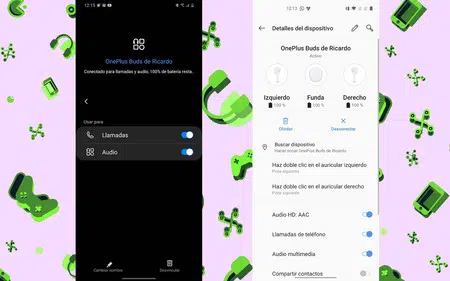 12:15
OnePlus Buds de Ricardo
Conectado para llamadas y audio, 100% de batería resta.
Usar para
Llamadas
Audio
Cambiar nombre
Desvincular
12:13
Detalles del dispositivo
OnePlus Buds de Ricardo
Activo
Izquierdo
Funda
Derecho
100 %
100 %
100 %
Olvidar
Desconectar
Buscar dispositivo
Hacer sonar OnePlus Buds de Ricardo
Haz doble clic en el auricular izquierdo
Pista siguiente
Haz doble clic en el auricular derecho
Pista siguiente
Audio HD: AAC
Llamadas de teléfono
Audio multimedia
Compartir contactos